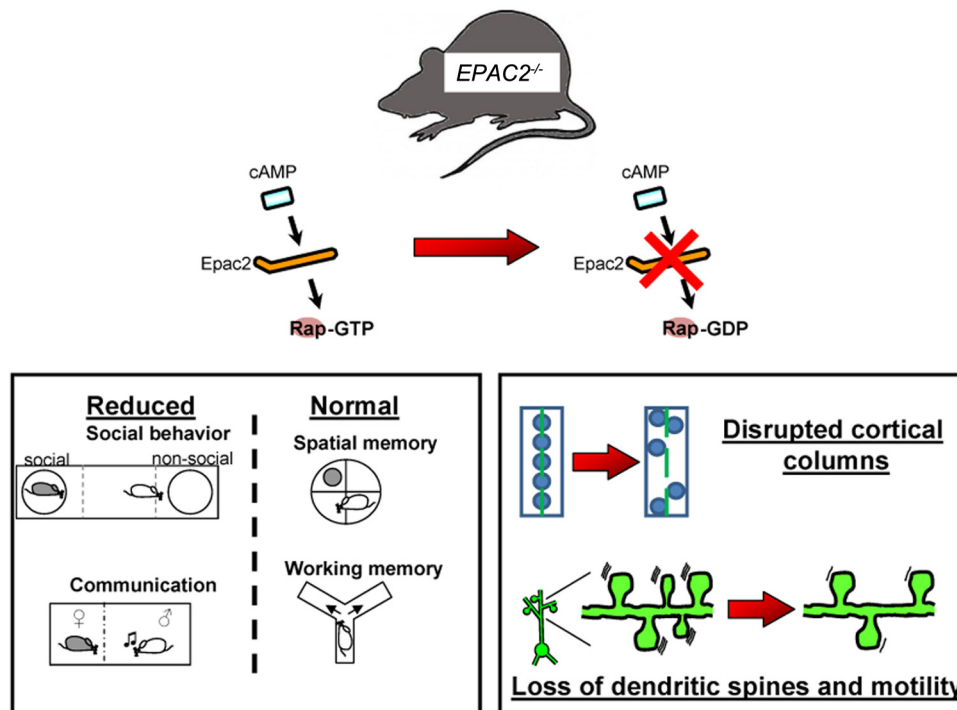 EPAC2-/-
cAMP
Epac2
Rap-GTP
cAMP
Epac2
Rap-GDP
Reduced
Social behavior
social
non-social
Communication
♀
♂
Normal
Spatial memory
Working memory
Disrupted cortical
columns
Loss of dendritic spines and motility